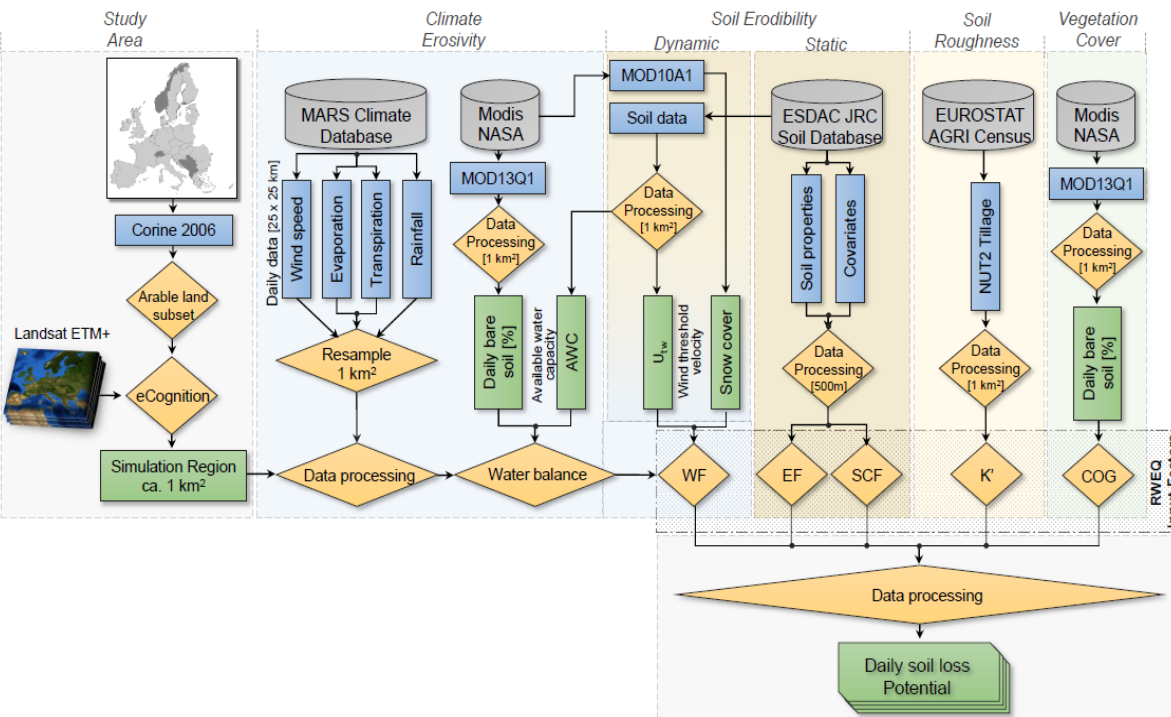 Study
Area
Climate
Erosivity
Soil Erodibility
Dynamic
Static
Soil
Roughness
Vegetation
Cover
Corine 2006
Arable land
subset
Landsat ETM+
eCognition
Simulation Region
ca. 1 km²
MARS Climate
Database
Daily data [25 x 25 km]
Wind speed
Evaporation
Transpiration
Rainfall
Resample
1 km²
Data processing
Modis
NASA
MOD13Q1
Data
Processing
[1 km²]
Daily bare
soil [%]
Available water
capacity
AWC
Water balance
MOD10A1
Soil data
Data
Processing
[1 km²]
Utw
Wind threshold
velocity
Snow cover
WF
ESDAC JRC
Soil Database
Soil properties
Covariates
Data
Processing
[500m]
EF
SCF
EUROSTAT
AGRI Census
NUT2 Tillage
Data
Processing
[1 km²]
K'
Modis
NASA
MOD13Q1
Data
Processing
[1 km²]
Daily bare
soil [%]
COG
RWEQ
Data processing
Daily soil loss
Potential